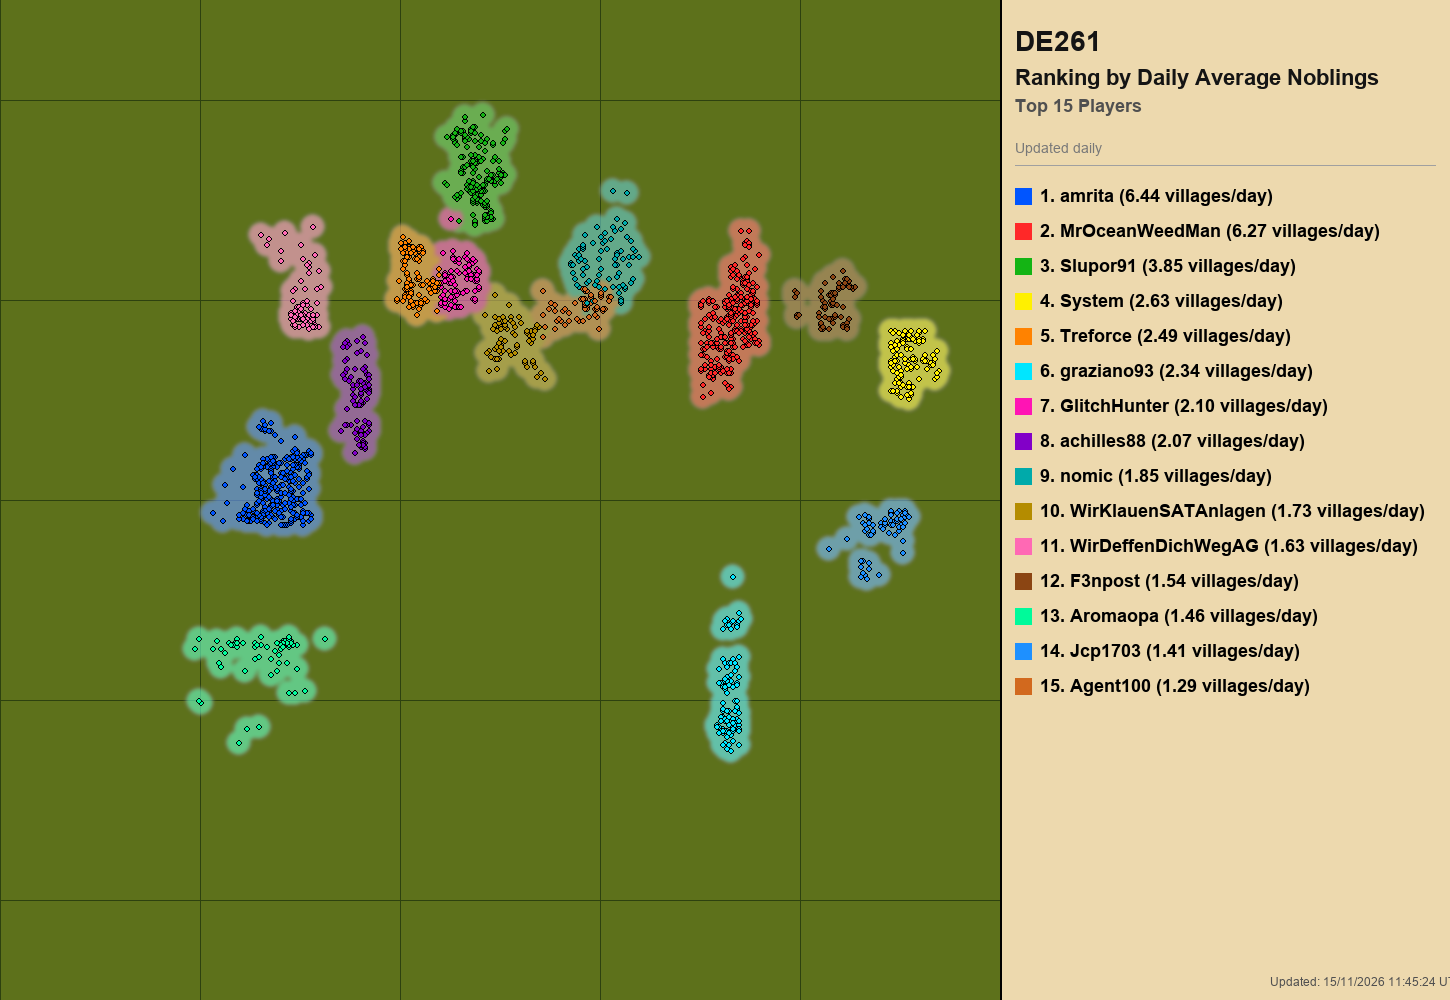 DE261
Ranking by Daily Average Noblings
Top 15 Players
Updated daily
1. amrita (6.44 villages/day)
2. MrOceanWeedMan (6.27 villages/day)
3. Slupor91 (3.85 villages/day)
4. System (2.63 villages/day)
5. Treforce (2.49 villages/day)
6. graziano93 (2.34 villages/day)
7. GlitchHunter (2.10 villages/day)
8. achilles88 (2.07 villages/day)
9. nomic (1.85 villages/day)
10. WirKlauenSATAnlagen (1.73 villages/day)
11. WirDeffenDichWegAG (1.63 villages/day)
12. F3npost (1.54 villages/day)
13. Aromaopa (1.46 villages/day)
14. Jcp1703 (1.41 villages/day)
15. Agent100 (1.29 villages/day)
Updated: 15/11/2026 11:45:24